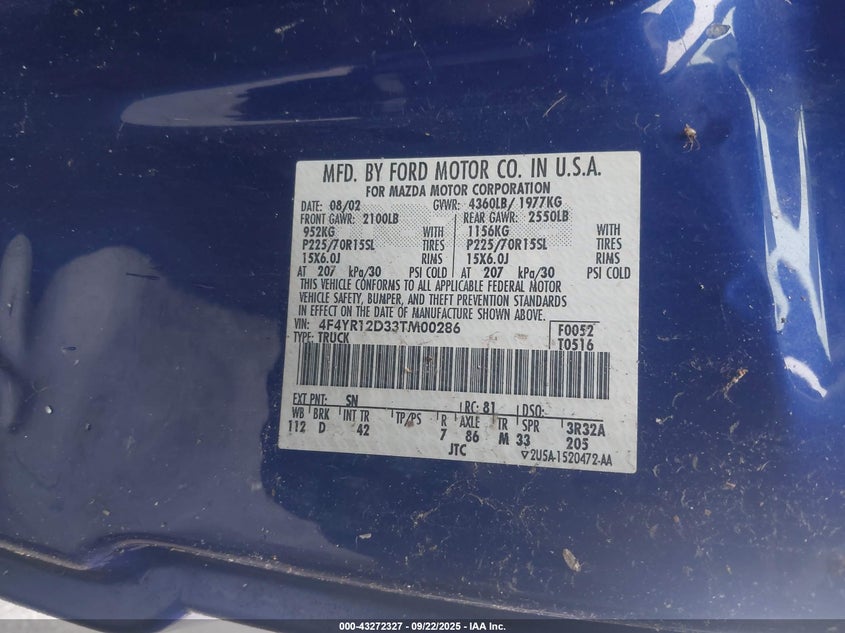 MFD. BY FORD MOTOR CO. IN U.S.A.
FOR MAZDA MOTOR CORPORATION
DATE: 08/02 GVWR: 4360LB/ 1977KG
FRONT GAWR: 2100LB REAR GAWR: 2550LB
952KG WITH 1156KG WITH
P225/70R15SL TIRES P225/70R15SL TIRES
15X6.0J RIMS 15X6.0J RIMS
AT 207 kPa/30 PSI COLD AT 207 kPa/30 PSI COLD
THIS VEHICLE CONFORMS TO ALL APPLICABLE FEDERAL MOTOR
VEHICLE SAFETY, BUMPER, AND THEFT PREVENTION STANDARDS
IN EFFECT ON THE DATE OF MANUFACTURE SHOWN ABOVE.
VIN: 4F4YR12D33TM00286 F0052
TYPE: TRUCK T0516
EXT PNT: SN RC: 81 DSO:
WB BRK INT TR TP/PS R AXLE TR SPR 3R32A
112 D 42 7 86 M 33 205
JTC 2U5A-1520472-AA
000-43272327 - 09/22/2025 - IAA Inc.